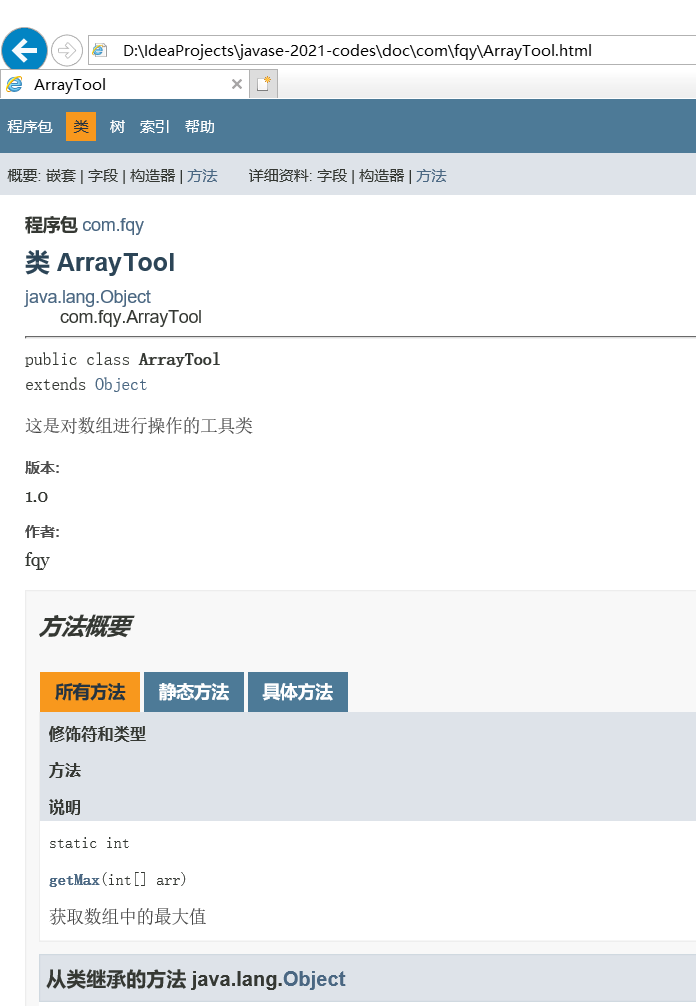 D:\IdeaProjects\javase-2021-codes\doc\com\fqy\ArrayTool.html
ArrayTool
程序包 类 树 索引 帮助
概要: 嵌套 | 字段 | 构造器 | 方法 详细资料: 字段 | 构造器 | 方法
程序包 com.fqy
类 ArrayTool
java.lang.Object
com.fqy.ArrayTool
public class ArrayTool
extends Object
这是对数组进行操作的工具类
版本:
1.0
作者:
fqy
方法概要
所有方法 静态方法 具体方法
修饰符和类型
方法
说明
static int
getMax(int[] arr)
获取数组中的最大值
从类继承的方法 java.lang.Object